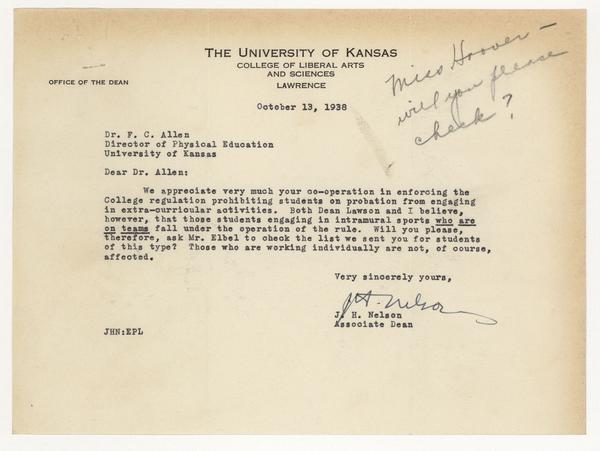 THE UNIVERSITY OF KANSAS
COLLEGE OF LIBERAL ARTS
AND SCIENCES
LAWRENCE
OFFICE OF THE DEAN
Miss Hoover —
will you please
check?
October 13, 1938
Dr. F. C. Allen
Director of Physical Education
University of Kansas
Dear Dr. Allen:
We appreciate very much your co-operation in enforcing the
College regulation prohibiting students on probation from engaging
in extra-curricular activities. Both Dean Lawson and I believe,
however, that those students engaging in intramural sports who are
on teams fall under the operation of the rule. Will you please,
therefore, ask Mr. Elbel to check the list we sent you for students
of this type? Those who are working individually are not, of course,
affected.
Very sincerely yours,
J. H. Nelson
J. H. Nelson
Associate Dean
JHN:EPL